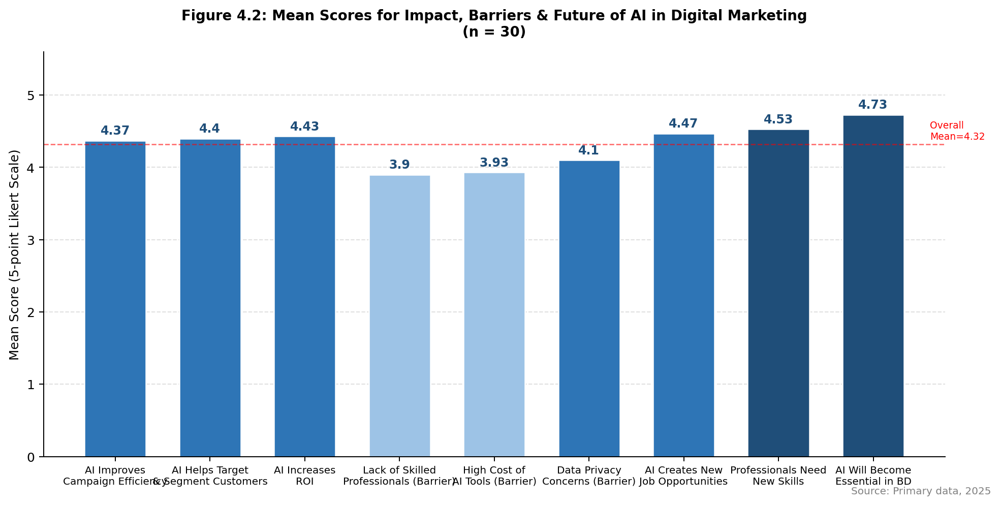 Figure 4.2: Mean Scores for Impact, Barriers & Future of AI in Digital Marketing
(n = 30)
Mean Score (5-point Likert Scale)
5
4
3
2
1
0
4.37
4.4
4.43
3.9
3.93
4.1
4.47
4.53
4.73
Overall
Mean=4.32
AI Improves
Campaign Efficiency
AI Helps Target
& Segment Customers
AI Increases
ROI
Lack of Skilled
Professionals (Barrier)
High Cost of
AI Tools (Barrier)
Data Privacy
Concerns (Barrier)
AI Creates New
Job Opportunities
Professionals Need
New Skills
AI Will Become
Essential in BD
Source: Primary data, 2025